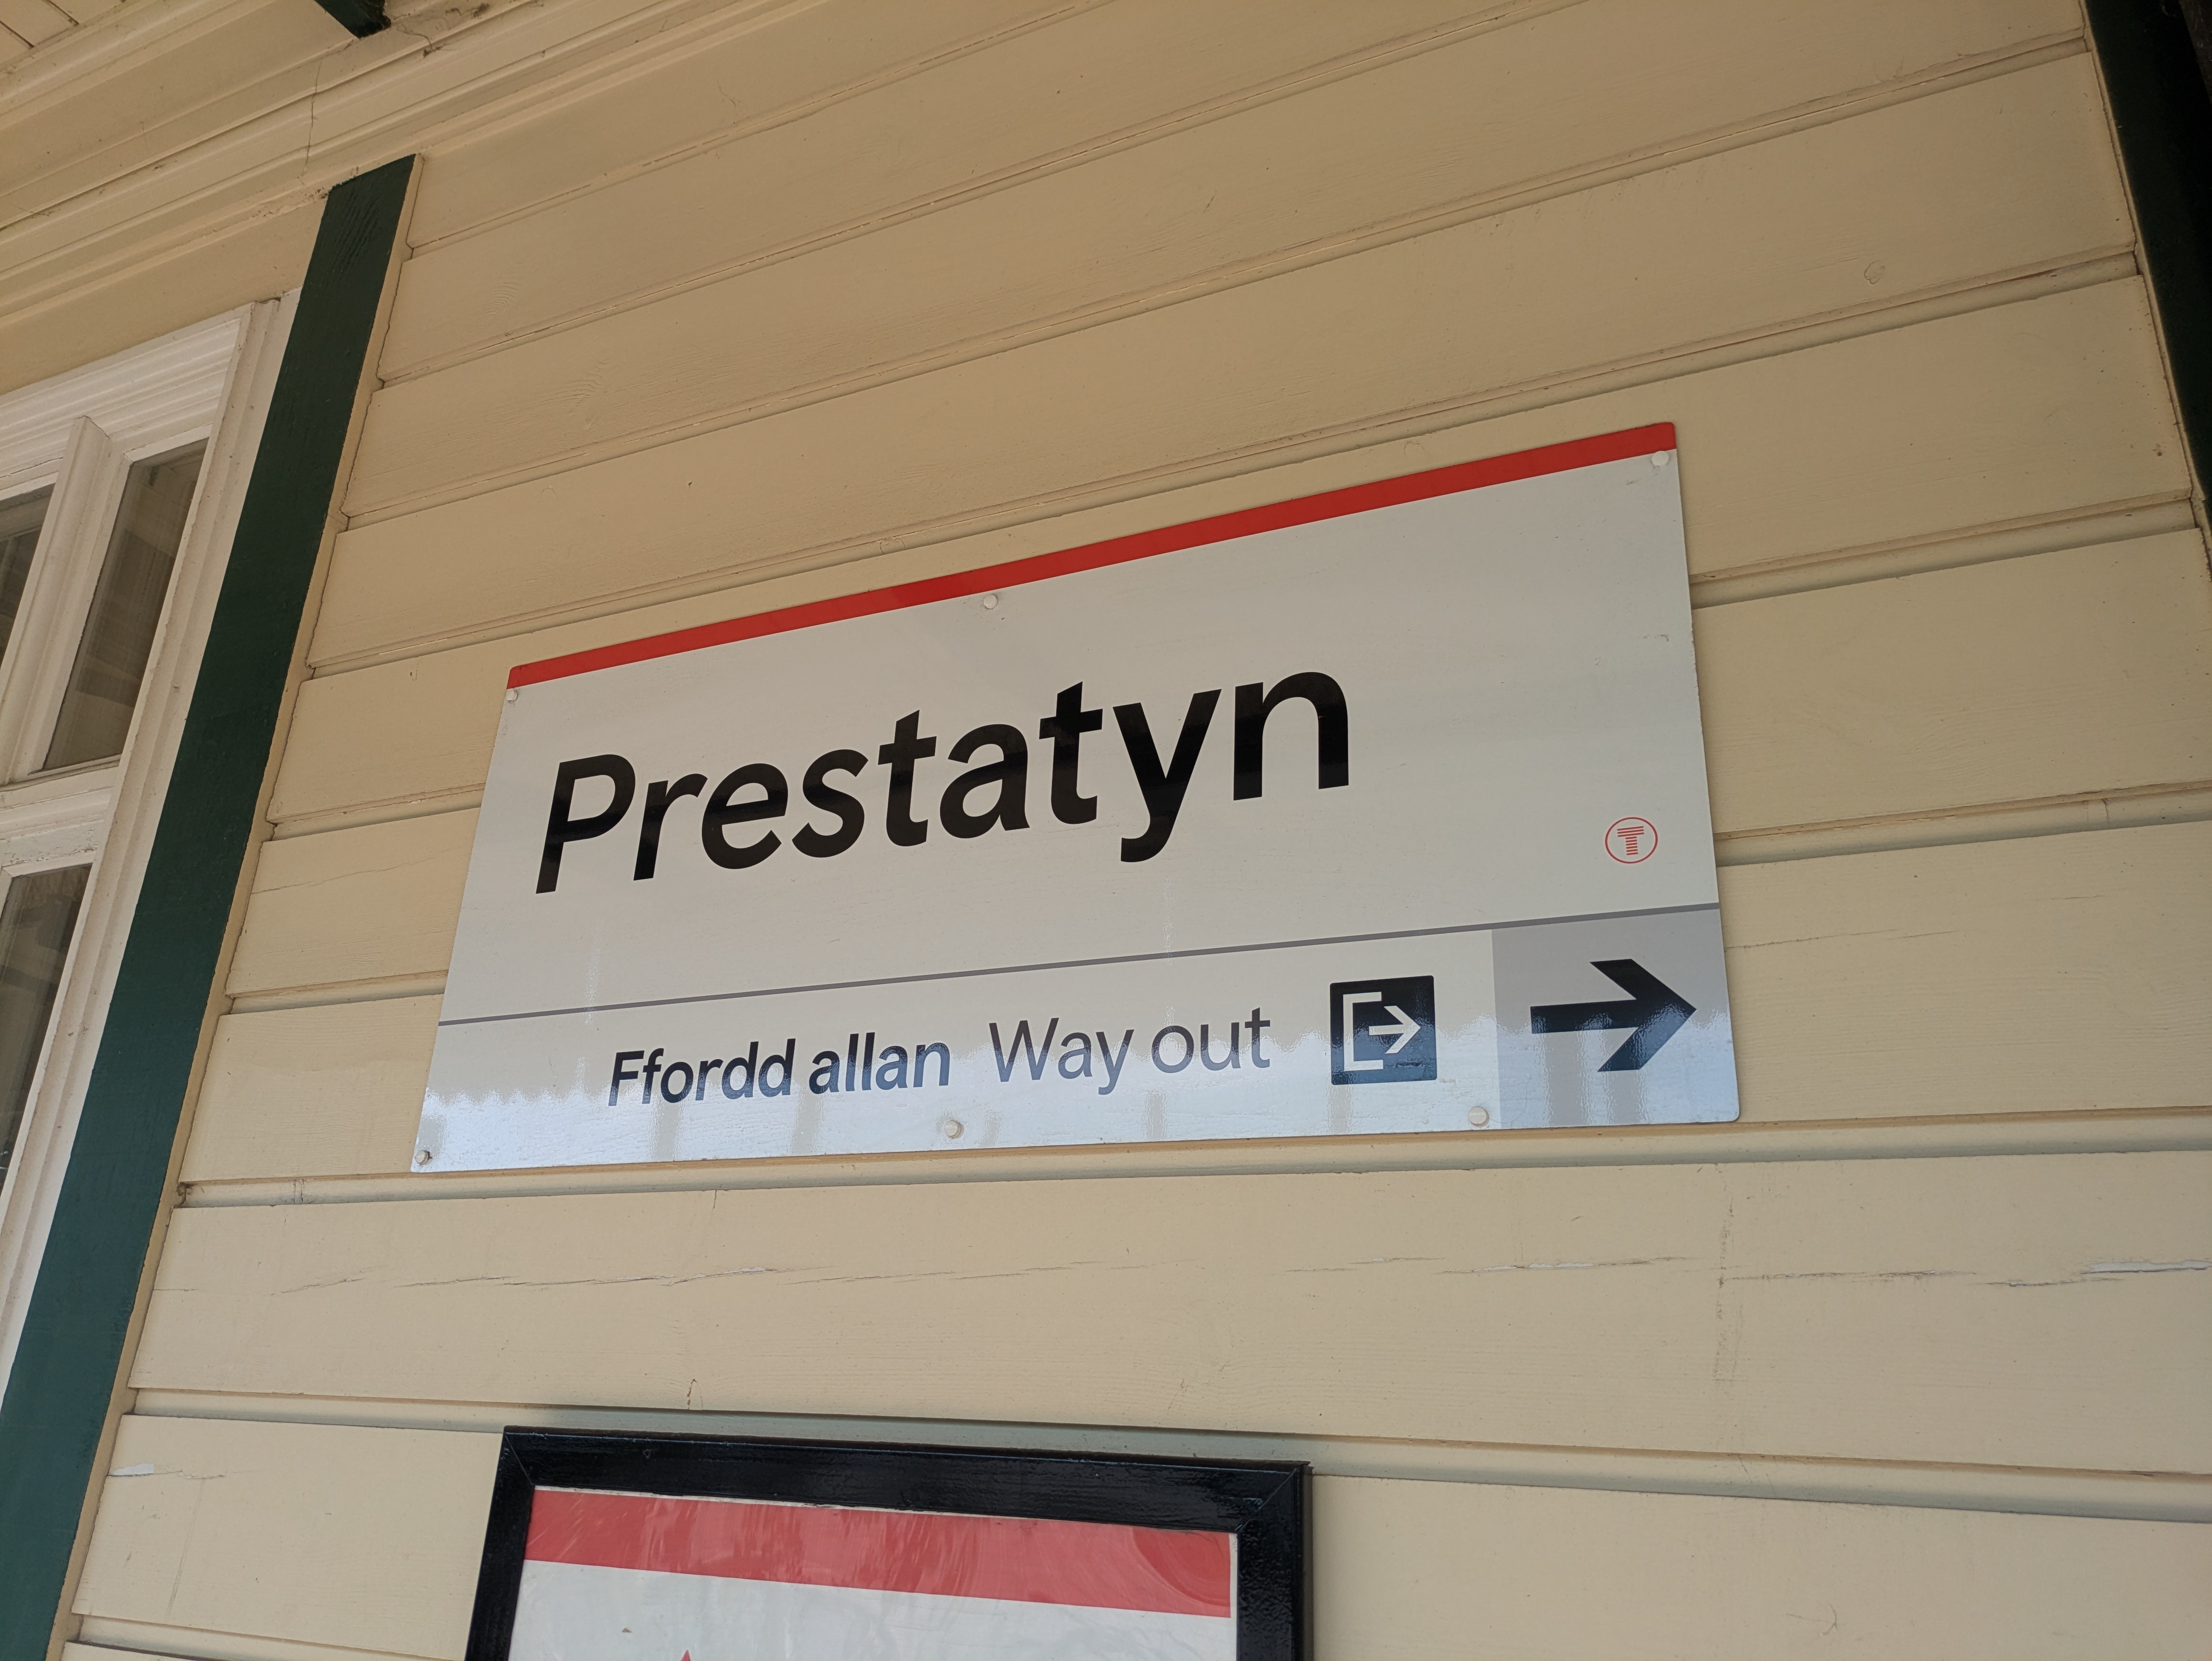 Prestatyn
T
Ffordd allan Way out